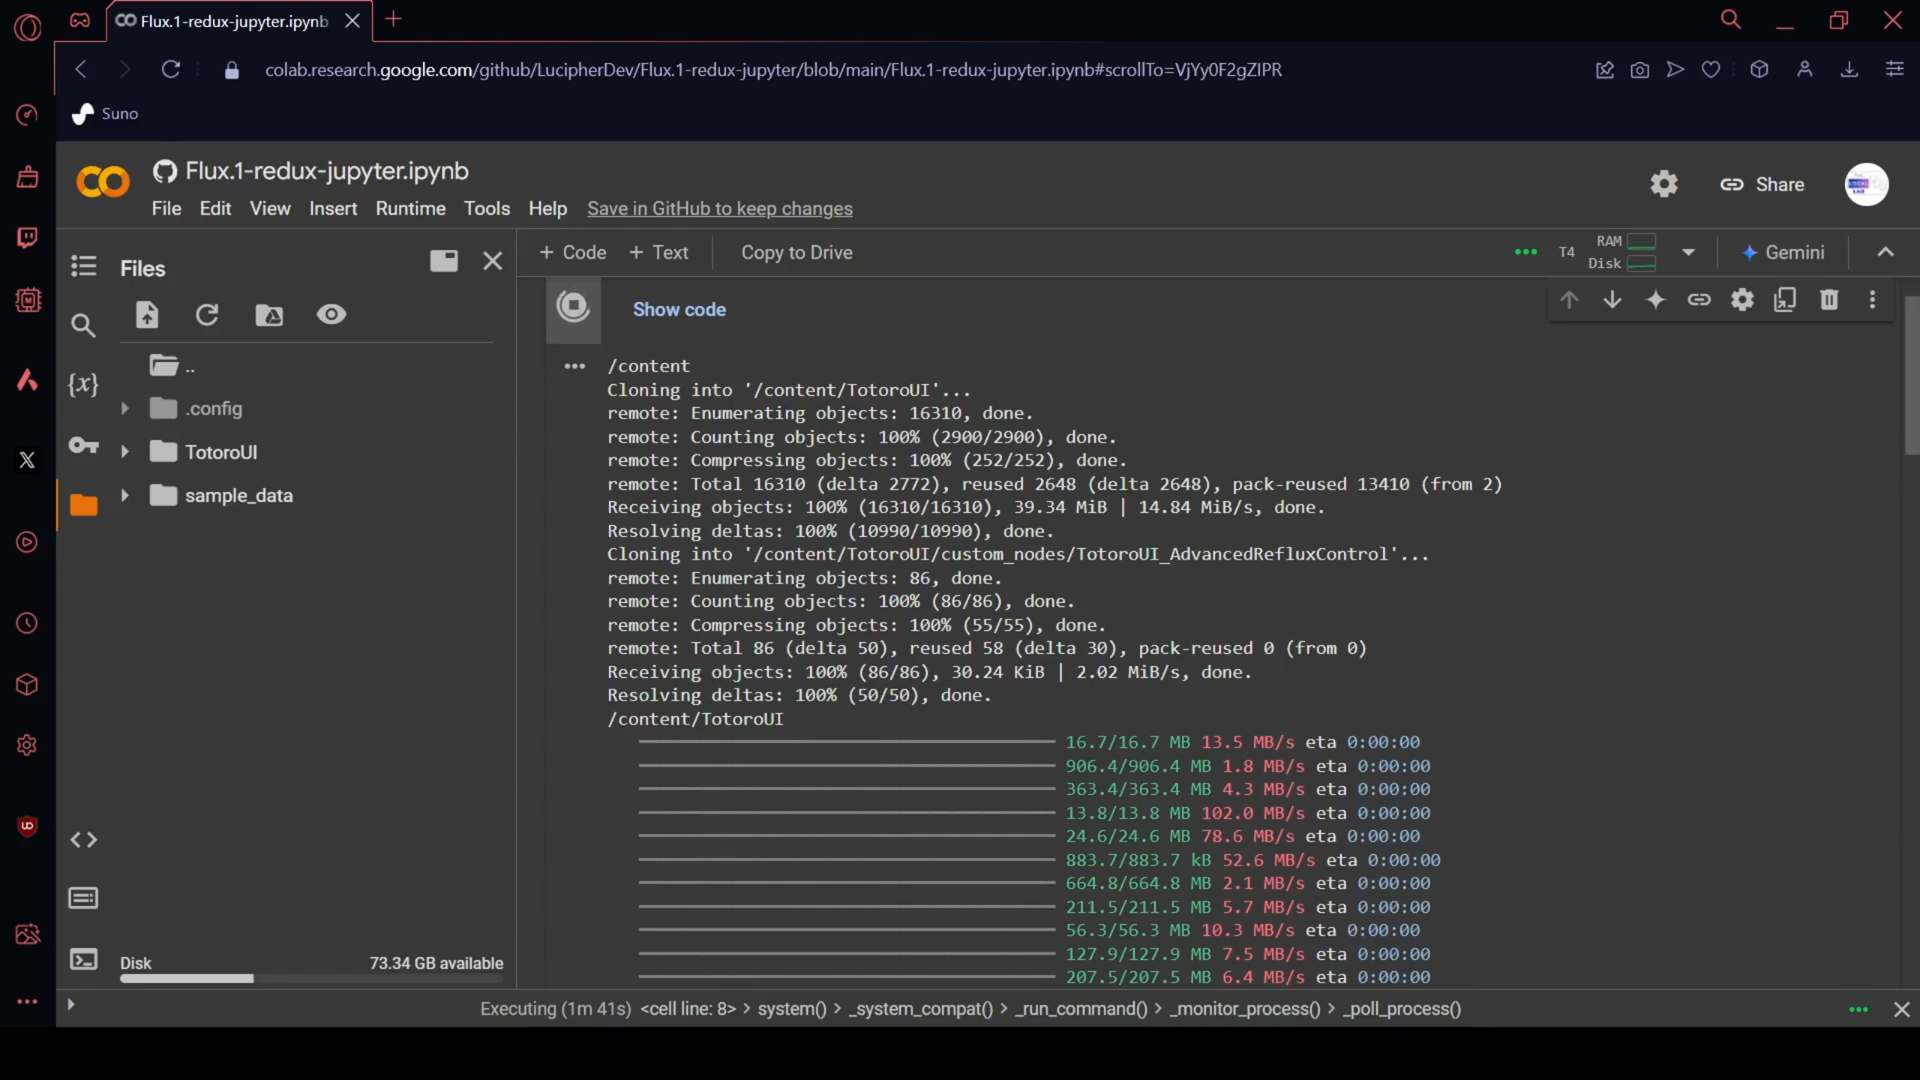 Flux.1-redux-jupyter.ipynb
colab.research.google.com/github/LucipherDev/Flux.1-redux-jupyter/blob/main/Flux.1-redux-jupyter.ipynb#scrollTo=VjYy0F2gZIPR
Suno
Flux.1-redux-jupyter.ipynb
Share
File Edit View Insert Runtime Tools Help Save in GitHub to keep changes
Files
+ Code + Text Copy to Drive
T4 RAM Disk
Gemini
..
.config
TotoroUI
sample_data
{x}
Disk 73.34 GB available
Show code
/content
Cloning into '/content/TotoroUI'...
remote: Enumerating objects: 16310, done.
remote: Counting objects: 100% (2900/2900), done.
remote: Compressing objects: 100% (252/252), done.
remote: Total 16310 (delta 2772), reused 2648 (delta 2648), pack-reused 13410 (from 2)
Receiving objects: 100% (16310/16310), 39.34 MiB | 14.84 MiB/s, done.
Resolving deltas: 100% (10990/10990), done.
Cloning into '/content/TotoroUI/custom_nodes/TotoroUI_AdvancedRefluxControl'...
remote: Enumerating objects: 86, done.
remote: Counting objects: 100% (86/86), done.
remote: Compressing objects: 100% (55/55), done.
remote: Total 86 (delta 50), reused 58 (delta 30), pack-reused 0 (from 0)
Receiving objects: 100% (86/86), 30.24 KiB | 2.02 MiB/s, done.
Resolving deltas: 100% (50/50), done.
/content/TotoroUI
16.7/16.7 MB 13.5 MB/s eta 0:00:00
906.4/906.4 MB 1.8 MB/s eta 0:00:00
363.4/363.4 MB 4.3 MB/s eta 0:00:00
13.8/13.8 MB 102.0 MB/s eta 0:00:00
24.6/24.6 MB 78.6 MB/s eta 0:00:00
883.7/883.7 kB 52.6 MB/s eta 0:00:00
664.8/664.8 MB 2.1 MB/s eta 0:00:00
211.5/211.5 MB 5.7 MB/s eta 0:00:00
56.3/56.3 MB 10.3 MB/s eta 0:00:00
127.9/127.9 MB 7.5 MB/s eta 0:00:00
207.5/207.5 MB 6.4 MB/s eta 0:00:00
Executing (1m 41s) <cell line: 8> > system() > _system_compat() > _run_command() > _monitor_process() > _poll_process()